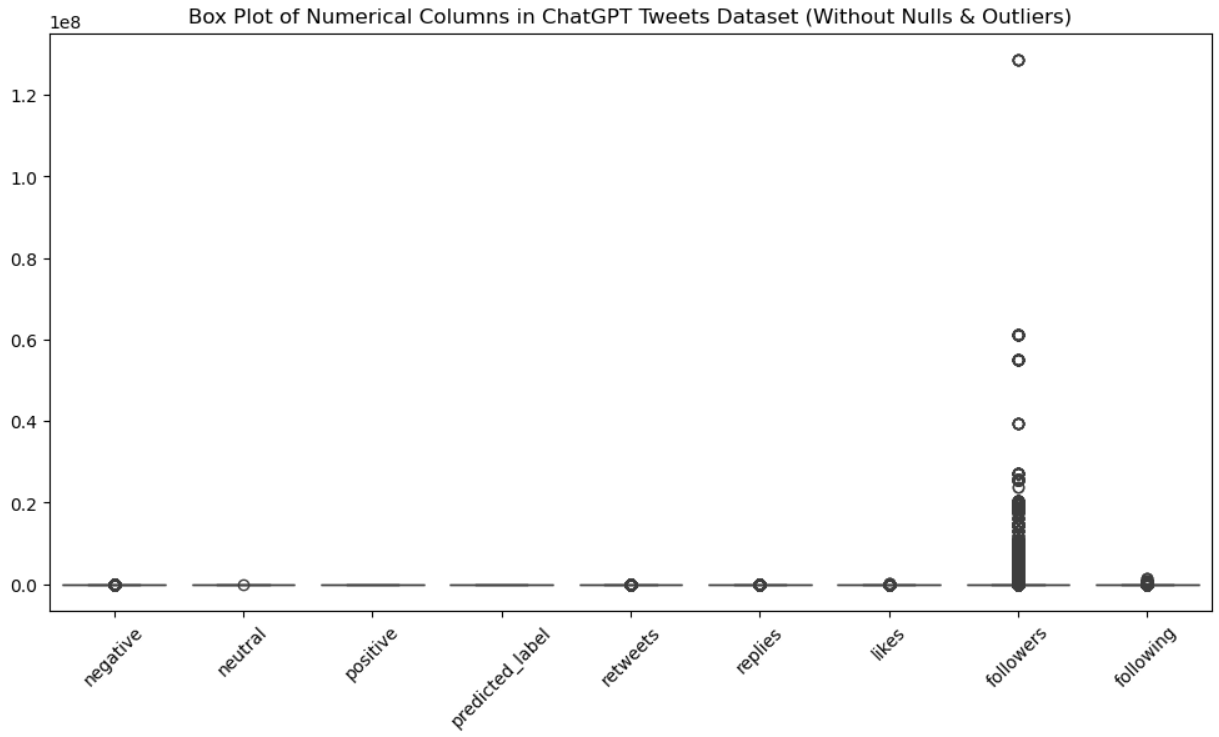 Box Plot of Numerical Columns in ChatGPT Tweets Dataset (Without Nulls & Outliers)
1e8
1.2
1.0
0.8
0.6
0.4
0.2
0.0
negative
neutral
positive
predicted_label
retweets
replies
likes
followers
following